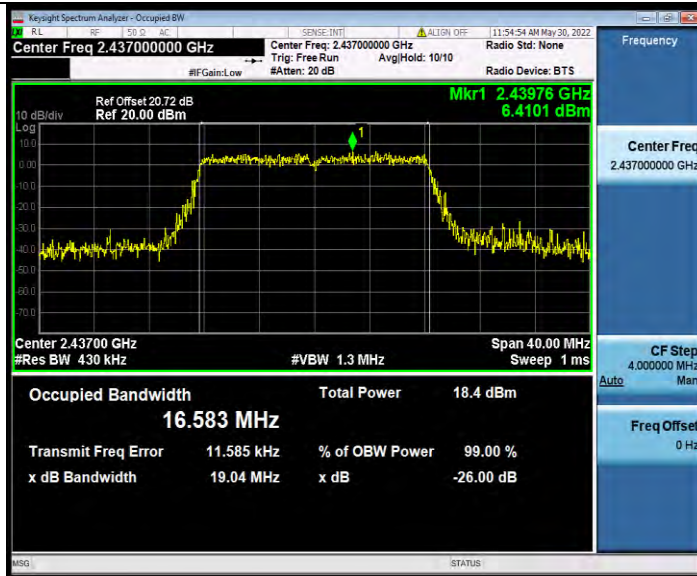 Keysight Spectrum Analyzer - Occupied BW
RL RF 50 Ω AC SENSE:INT ALIGN OFF 11:54:54 AM May 30, 2022
Center Freq 2.437000000 GHz Center Freq: 2.437000000 GHz Radio Std: None Frequency
Trig: Free Run Avg|Hold: 10/10
#IFGain:Low #Atten: 20 dB Radio Device: BTS
Mkr1 2.43976 GHz
6.4101 dBm
Ref Offset 20.72 dB
10 dB/div Ref 20.00 dBm
Log
1
10.0
0.00
-10.0
-20.0
-30.0
-40.0
-50.0
-60.0
-70.0
Center Freq
2.437000000 GHz
Center 2.43700 GHz Span 40.00 MHz
#Res BW 430 kHz #VBW 1.3 MHz Sweep 1 ms
CF Step
4.000000 MHz
Auto Man
Occupied Bandwidth Total Power 18.4 dBm
16.583 MHz
Freq Offset
0 Hz
Transmit Freq Error 11.585 kHz % of OBW Power 99.00 %
x dB Bandwidth 19.04 MHz x dB -26.00 dB
MSG STATUS